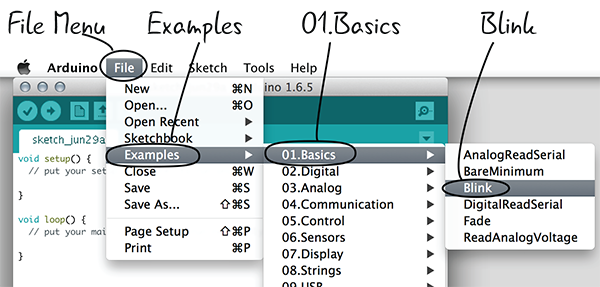 File Menu Examples 01.Basics Blink
Arduino File Edit Sketch Tools Help
ino 1.6.5
New ⌘N
Open... ⌘O
Open Recent ▶
Sketchbook ▶
Examples ▶
Close ⌘W
Save ⌘S
Save As... ⇧⌘S
Page Setup ⇧⌘P
Print ⌘P
sketch_jun29a
void setup() {
// put your set
}
void loop() {
// put your mai
}
01.Basics ▶
02.Digital ▶
03.Analog ▶
04.Communication ▶
05.Control ▶
06.Sensors ▶
07.Display ▶
08.Strings ▶
09.USB
AnalogReadSerial
BareMinimum
Blink
DigitalReadSerial
Fade
ReadAnalogVoltage